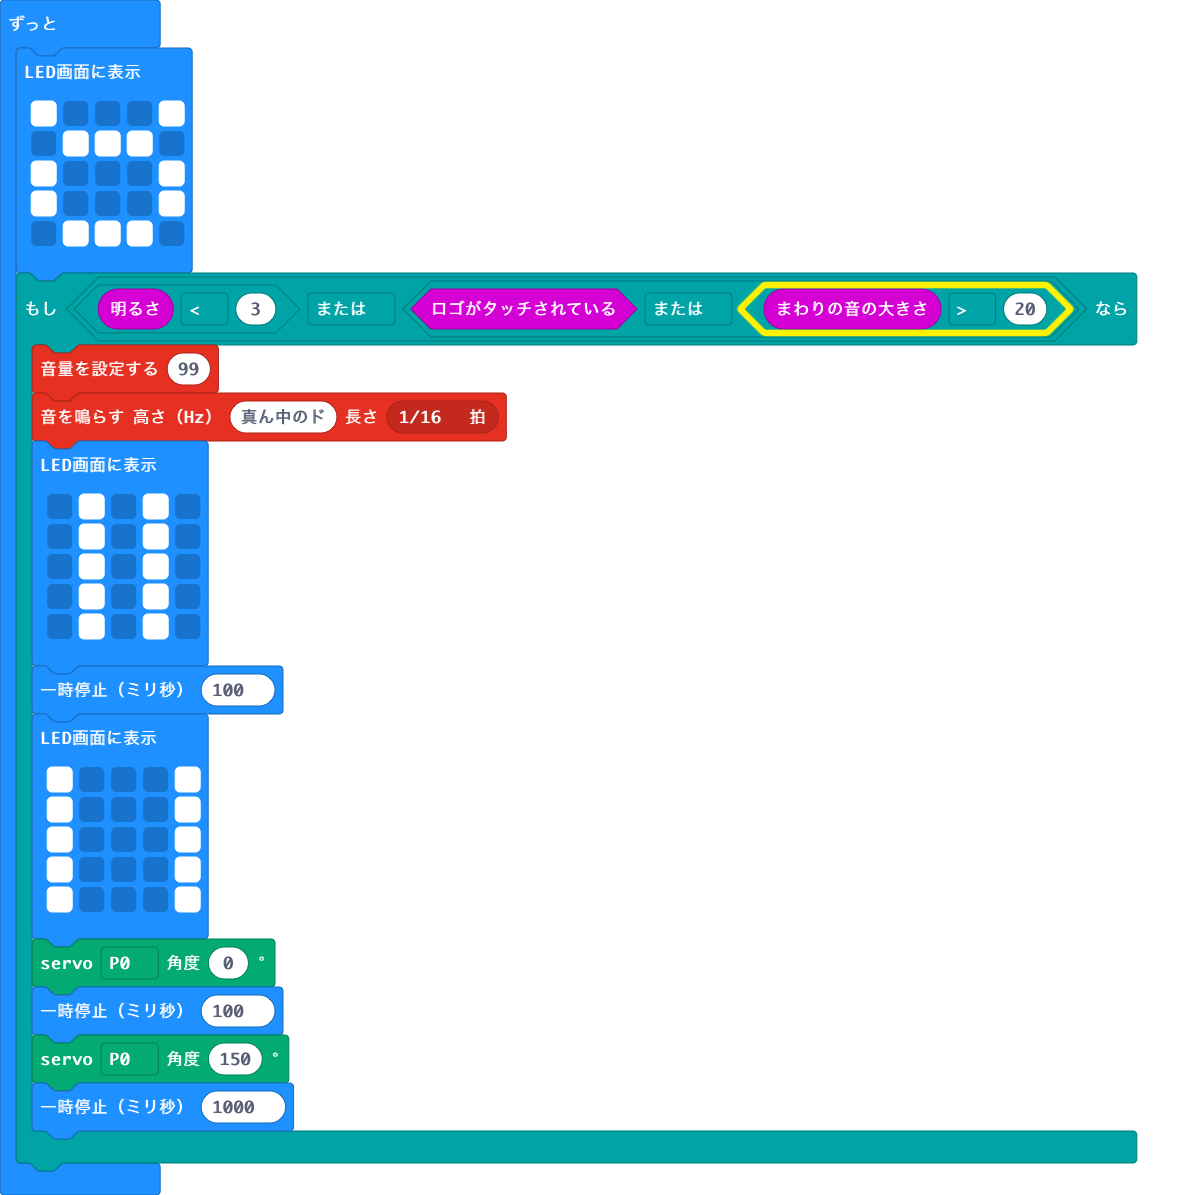 ずっと
LED画面に表示
もし 明るさ < 3 または ロゴがタッチされている または まわりの音の大きさ > 20 なら
音量を設定する 99
音を鳴らす 高さ（Hz） 真ん中のド 長さ 1/16 拍
LED画面に表示
一時停止（ミリ秒） 100
LED画面に表示
servo P0 角度 0 °
一時停止（ミリ秒） 100
servo P0 角度 150 °
一時停止（ミリ秒） 1000